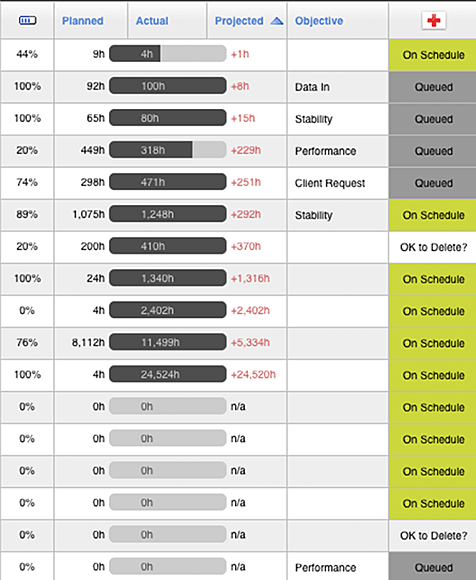 Planned Actual Projected Objective
44% 9h 4h +1h On Schedule
100% 92h 100h +8h Data In Queued
100% 65h 80h +15h Stability Queued
20% 449h 318h +229h Performance Queued
74% 298h 471h +251h Client Request Queued
89% 1,075h 1,248h +292h Stability On Schedule
20% 200h 410h +370h OK to Delete?
100% 24h 1,340h +1,316h On Schedule
0% 4h 2,402h +2,402h On Schedule
76% 8,112h 11,499h +5,334h On Schedule
100% 4h 24,524h +24,520h On Schedule
0% 0h 0h n/a On Schedule
0% 0h 0h n/a On Schedule
0% 0h 0h n/a On Schedule
0% 0h 0h n/a On Schedule
0% 0h 0h n/a OK to Delete?
0% 0h 0h n/a Performance Queued